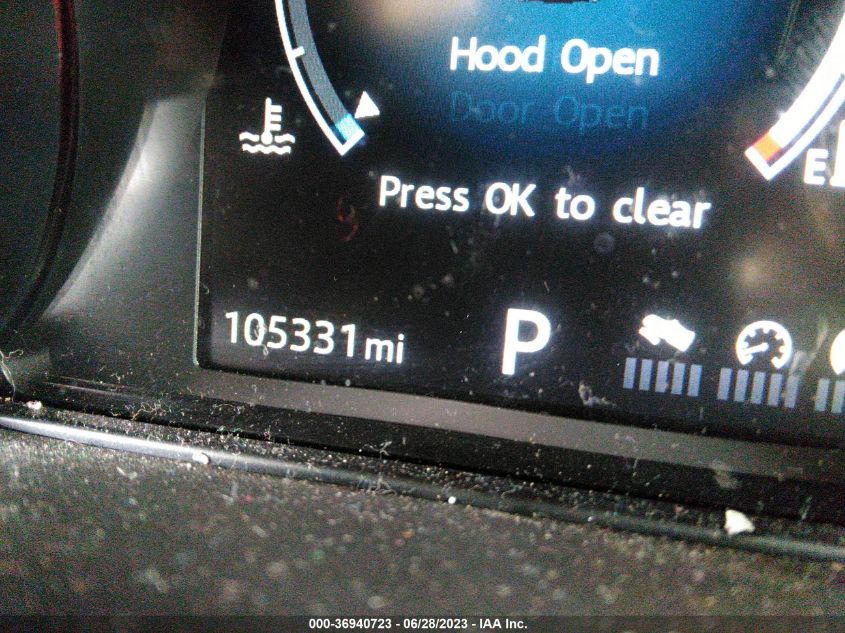 Hood Open
Door Open
E
Press OK to clear
105331 mi
P
000-36940723 - 06/28/2023 - IAA Inc.